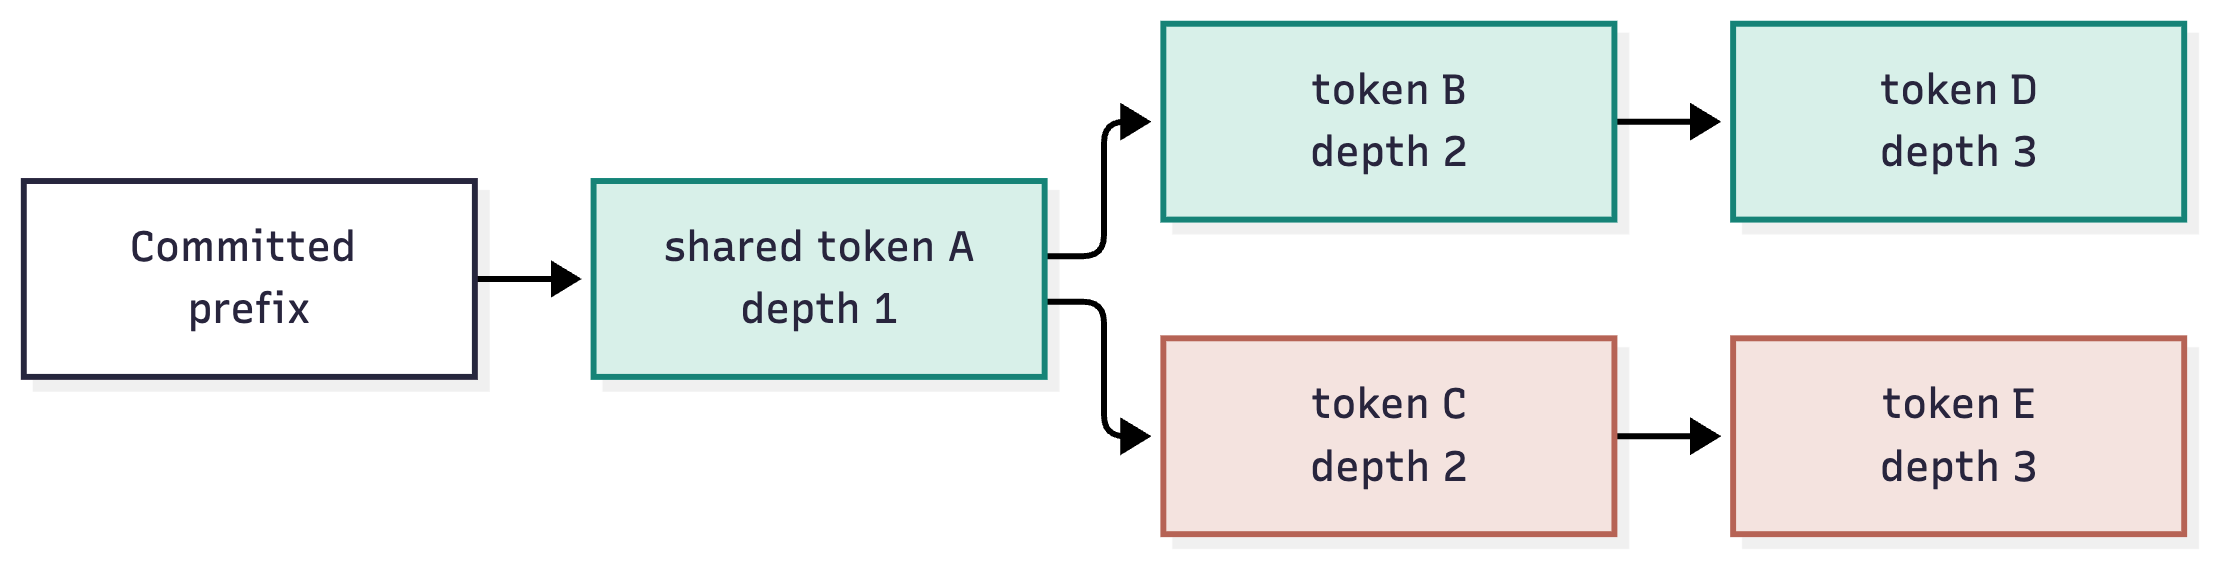 Committed
prefix
shared token A
depth 1
token B
depth 2
token D
depth 3
token C
depth 2
token E
depth 3